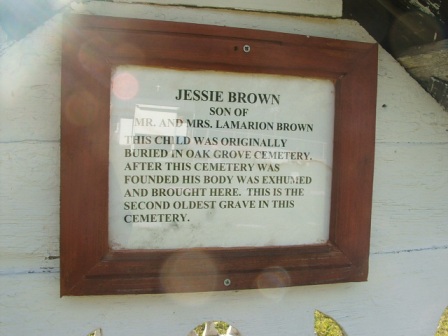 JESSIE BROWN
SON OF
MR. AND MRS. LAMARION BROWN
THIS CHILD WAS ORIGINALLY
BURIED IN OAK GROVE CEMETERY.
AFTER THIS CEMETERY WAS
FOUNDED HIS BODY WAS EXHUMED
AND BROUGHT HERE. THIS IS THE
SECOND OLDEST GRAVE IN THIS
CEMETERY.